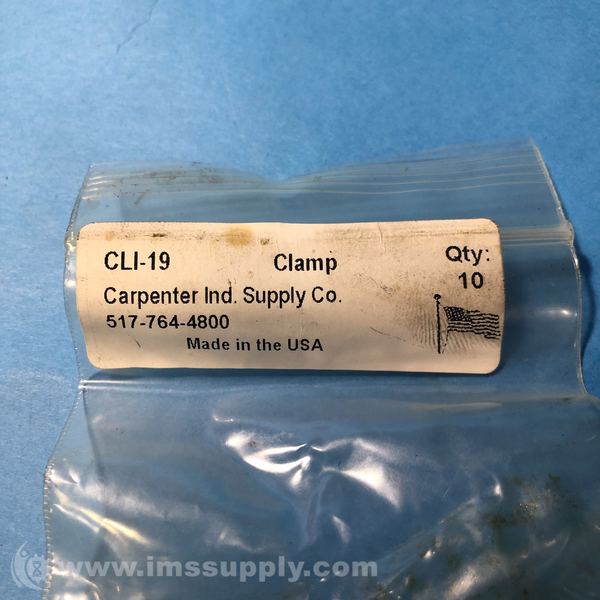 CLI-19 Clamp Qty:
10
Carpenter Ind. Supply Co.
517-764-4800
Made in the USA
www.imssupply.com